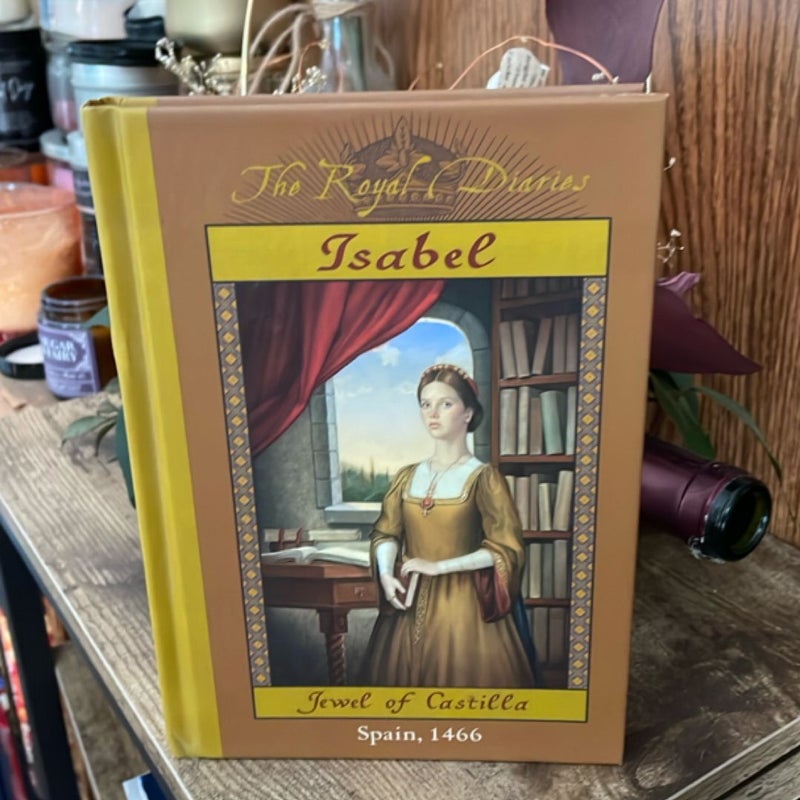 The Royal Diaries
Isabel
Jewel of Castilla
Spain, 1466